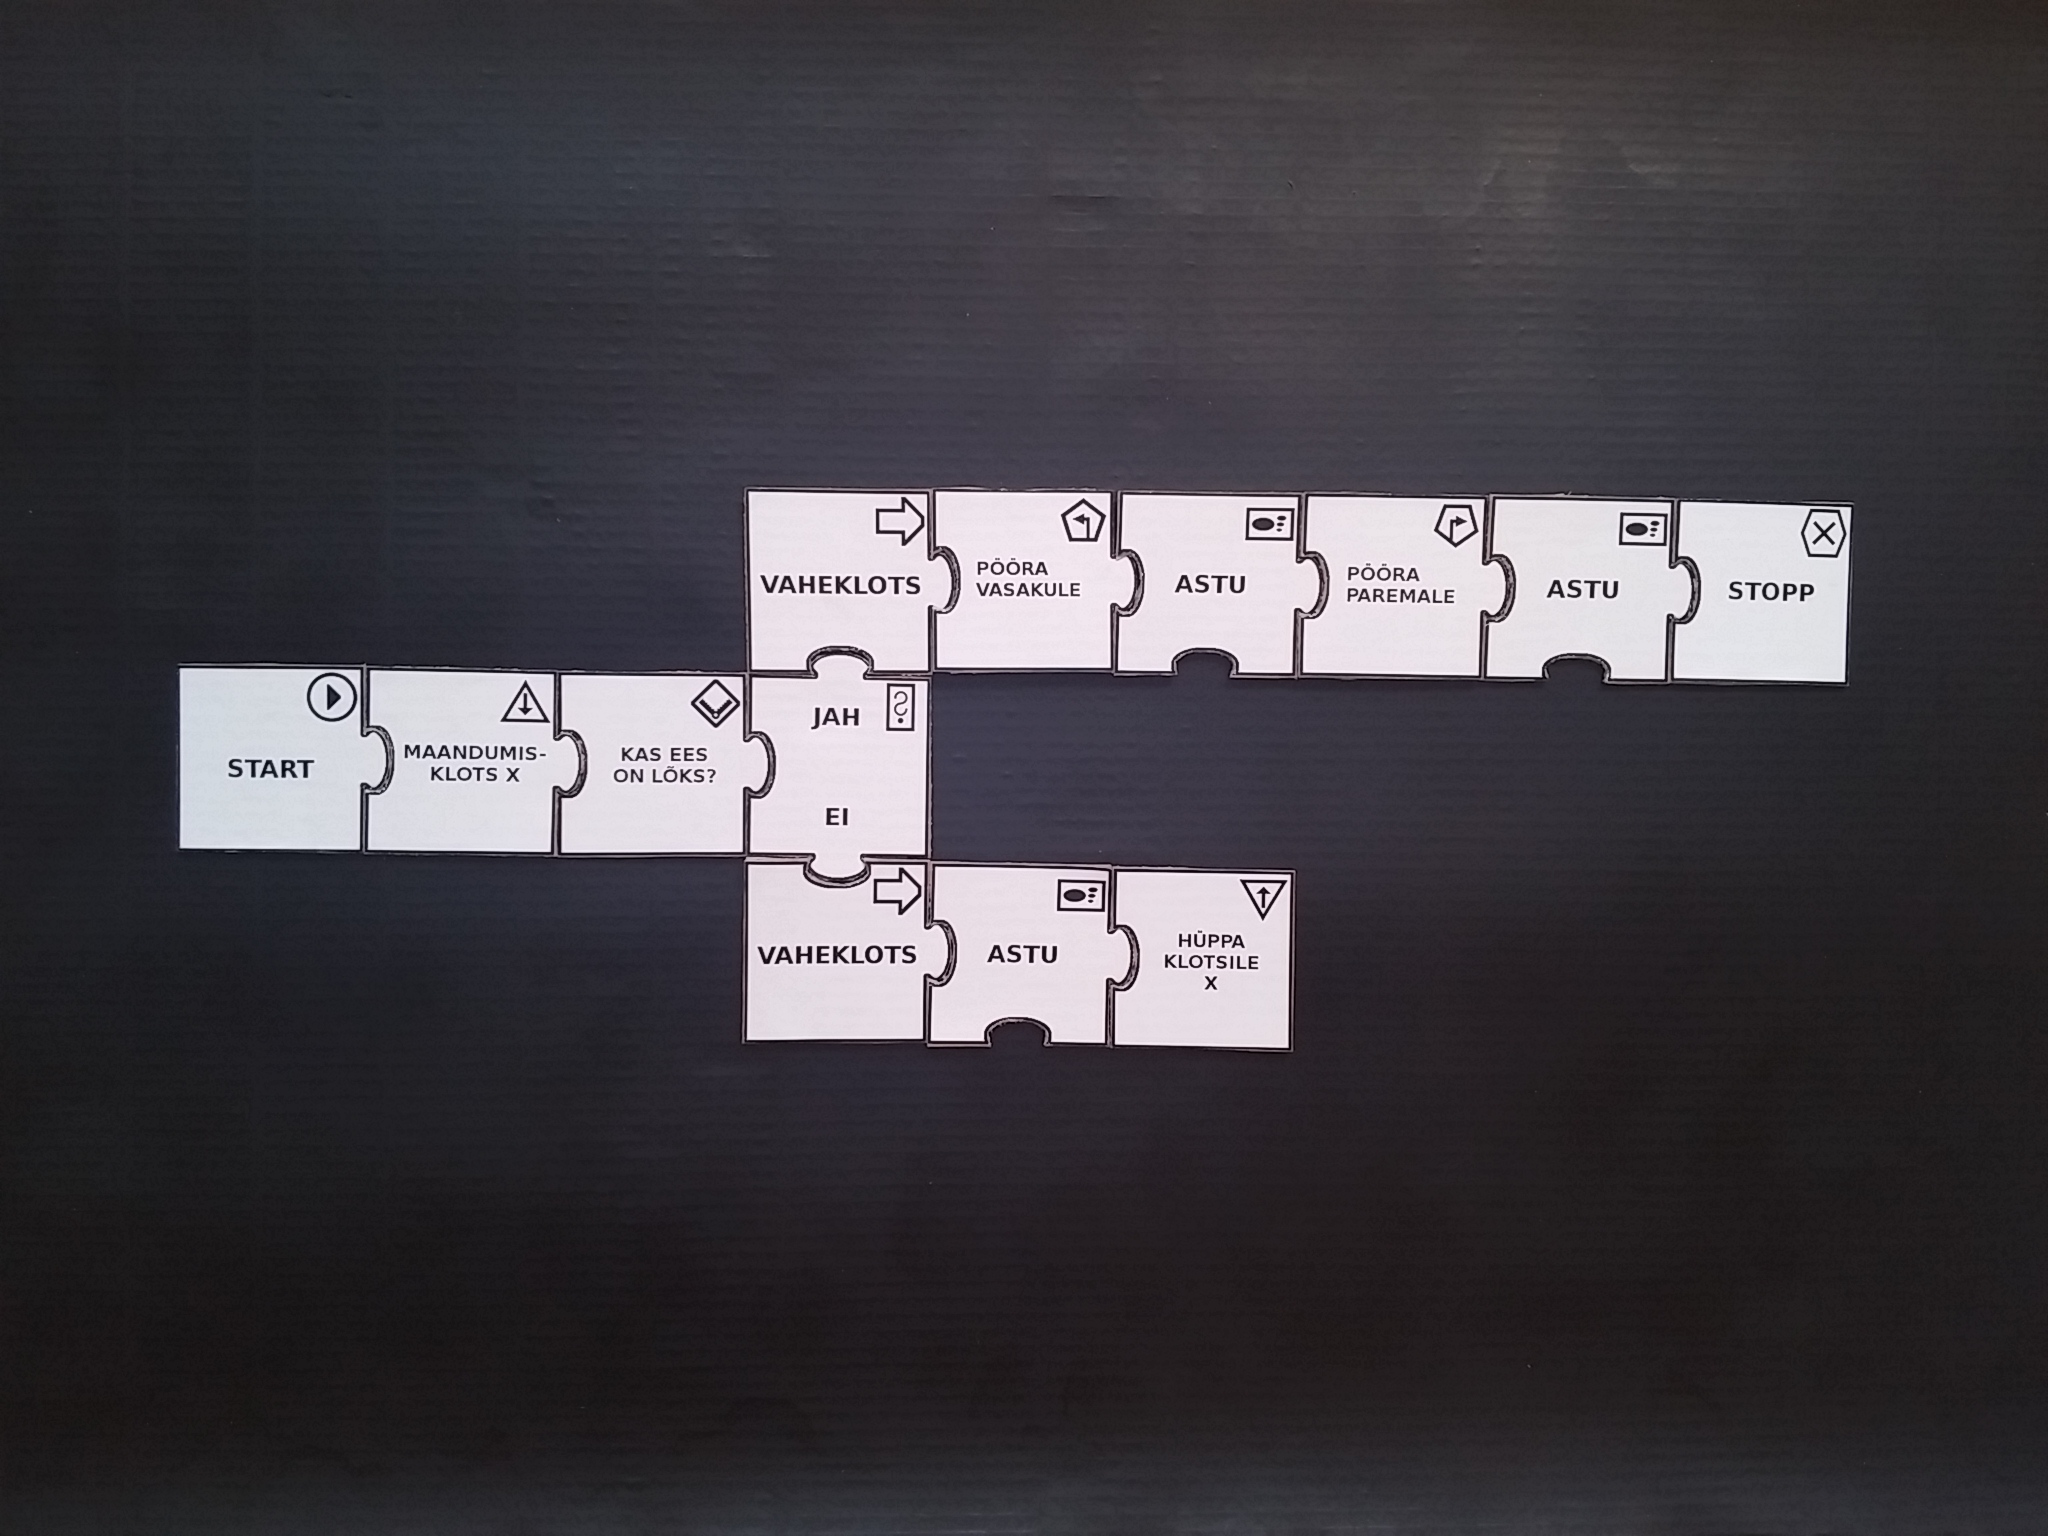 START
MAANDUMIS-
KLOTS X
KAS EES
ON LÕKS?
JAH
EI
VAHEKLOTS
PÖÖRA
VASAKULE
ASTU
PÖÖRA
PAREMALE
ASTU
STOPP
VAHEKLOTS
ASTU
HÜPPA
KLOTSILE
X